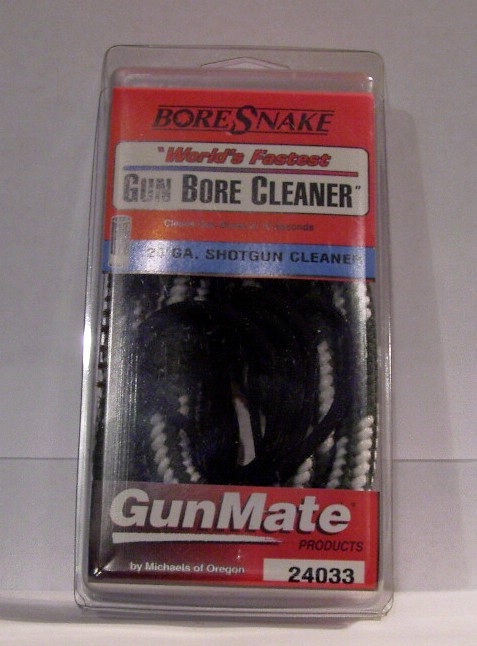 BORESNAKE
"World's Fastest
GUN BORE CLEANER"
GA. SHOTGUN CLEANER
GunMate
PRODUCTS
by Michaels of Oregon
24033